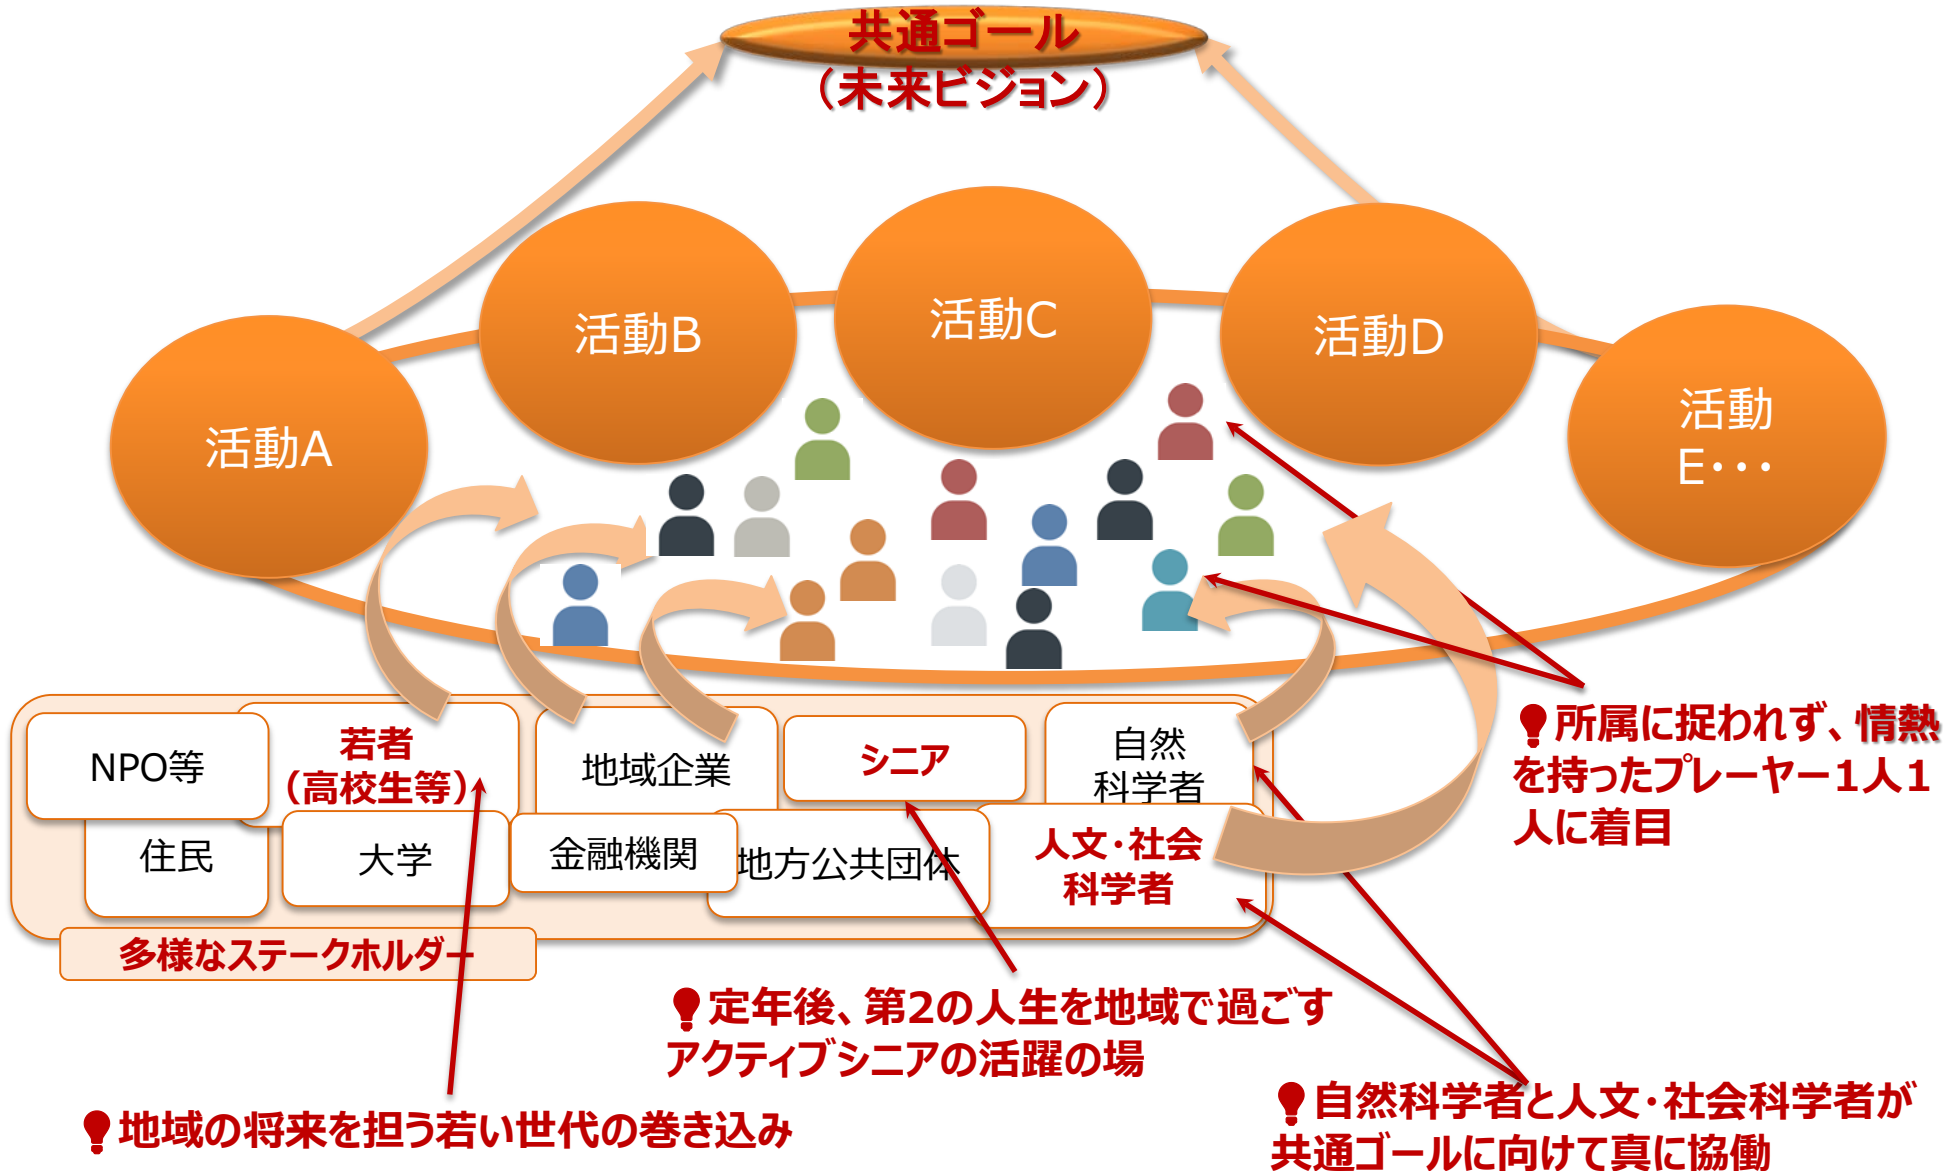 共通ゴール
（未来ビジョン）
活動A
活動B
活動C
活動D
活動
E・・・
NPO等
若者
（高校生等）
地域企業
シニア
自然
科学者
住民
大学
金融機関
地方公共団体
人文・社会
科学者
多様なステークホルダー
所属に捉われず、情熱
を持ったプレーヤー１人１
人に着目
定年後、第２の人生を地域で過ごす
アクティブシニアの活躍の場
地域の将来を担う若い世代の巻き込み
自然科学者と人文・社会科学者が
共通ゴールに向けて真に協働